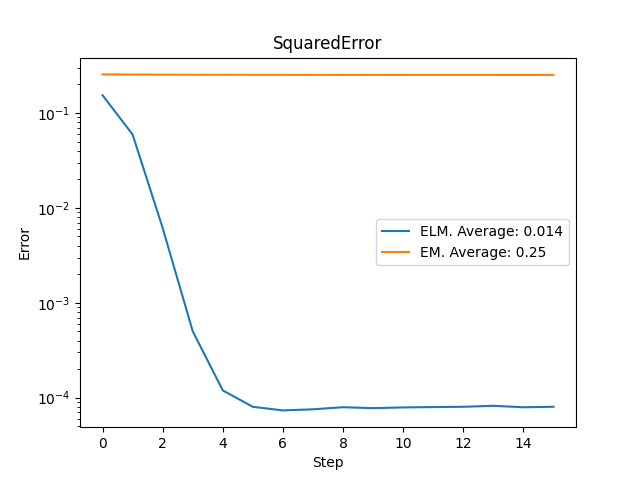 SquaredError
10⁻¹
10⁻²
10⁻³
10⁻⁴
Error
ELM. Average: 0.014
EM. Average: 0.25
0 2 4 6 8 10 12 14
Step